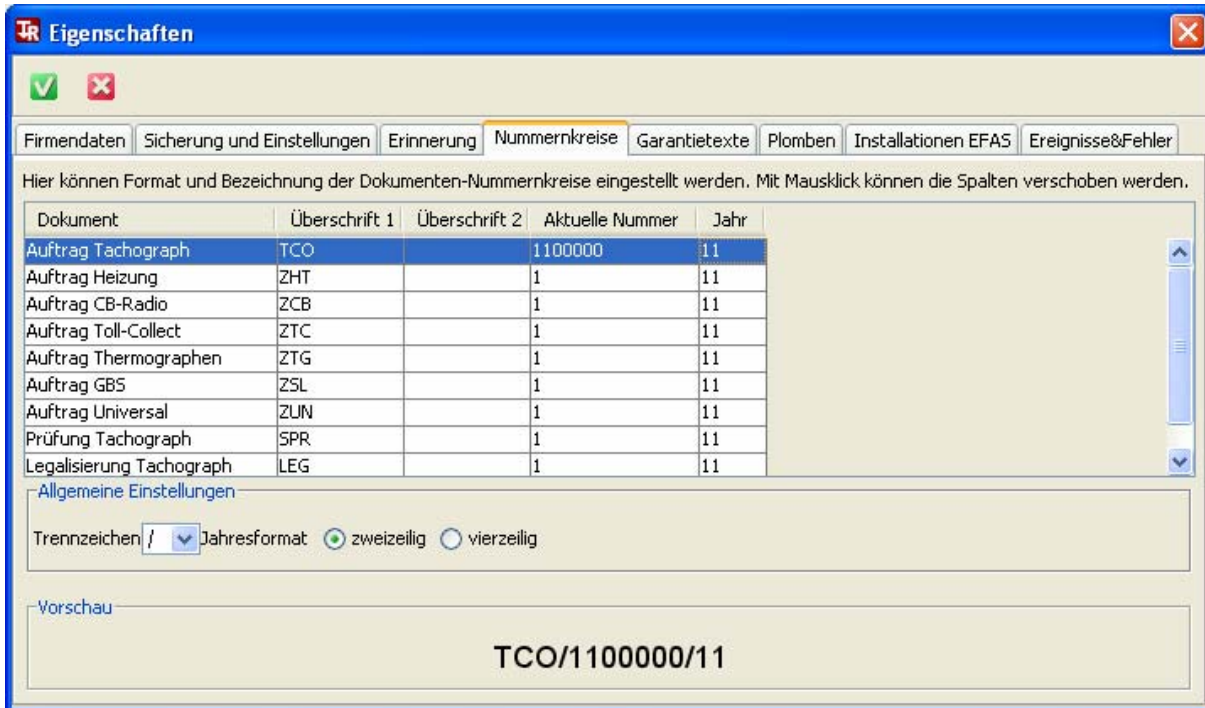 TR Eigenschaften
Firmendaten Sicherung und Einstellungen Erinnerung Nummernkreise Garantietexte Plomben Installationen EFAS Ereignisse&Fehler
Hier können Format und Bezeichnung der Dokumenten-Nummernkreise eingestellt werden. Mit Mausklick können die Spalten verschoben werden.
Dokument Überschrift 1 Überschrift 2 Aktuelle Nummer Jahr
Auftrag Tachograph TCO 1100000 11
Auftrag Heizung ZHT 1 11
Auftrag CB-Radio ZCB 1 11
Auftrag Toll-Collect ZTC 1 11
Auftrag Thermographen ZTG 1 11
Auftrag GBS ZSL 1 11
Auftrag Universal ZUN 1 11
Prüfung Tachograph SPR 1 11
Legalisierung Tachograph LEG 1 11
Allgemeine Einstellungen
Trennzeichen / Jahresformat zweizeilig vierzeilig
Vorschau
TCO/1100000/11